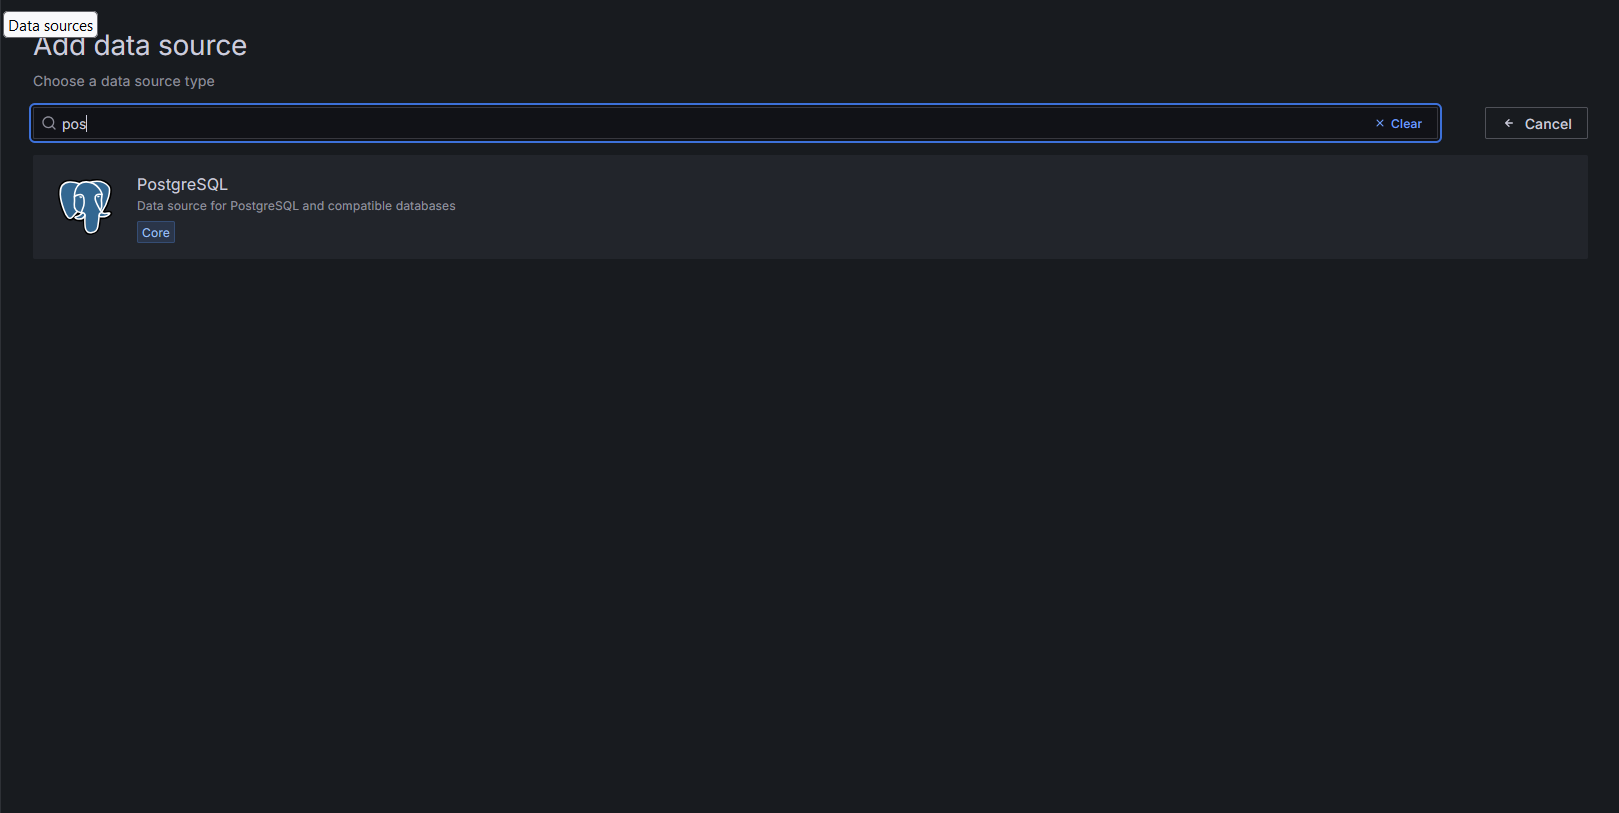 Data sources
Add data source
Choose a data source type
pos
Clear
Cancel
PostgreSQL
Data source for PostgreSQL and compatible databases
Core